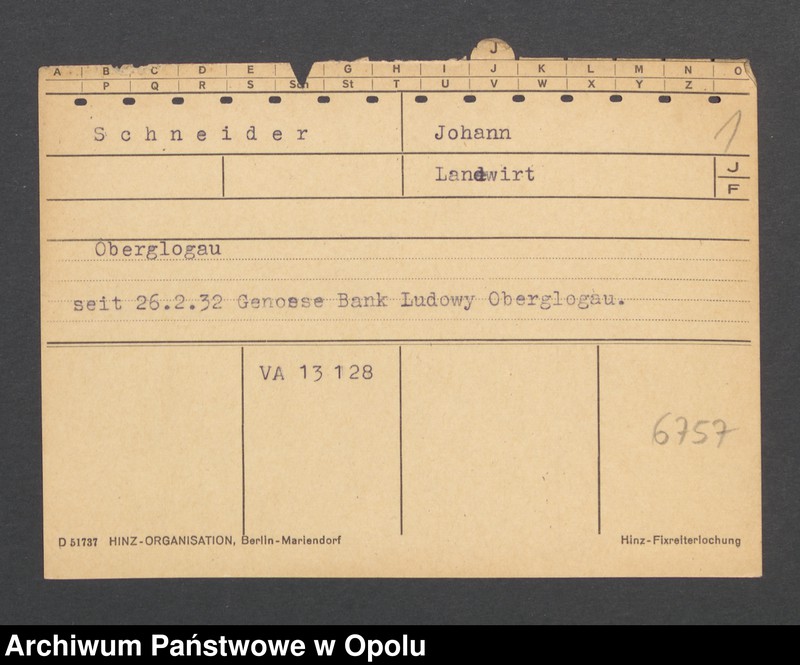 J
A B C D E G H I J K L M N O
P Q R S Sch St T U V W X Y Z
Schneider Johann 1
Landwirt J
F
Oberglogau
seit 26.2.32 Genosse Bank Ludowy Oberglogau.
VA 13 128
6757
D 51737 HINZ-ORGANISATION, Berlin-Mariendorf Hinz-Fixreiterlochung
Archiwum Państwowe w Opolu